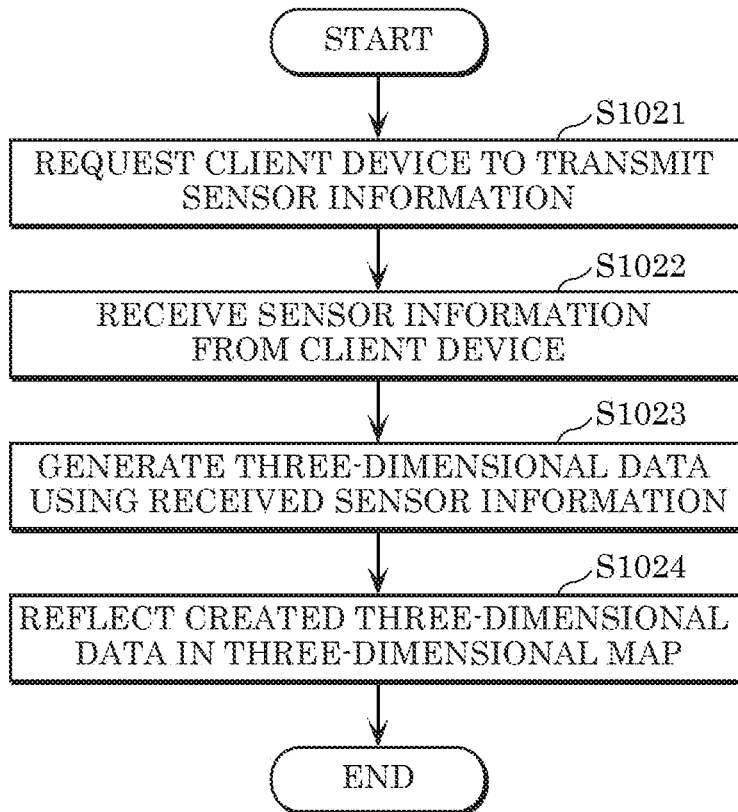 START
S1021
REQUEST CLIENT DEVICE TO TRANSMIT
SENSOR INFORMATION
S1022
RECEIVE SENSOR INFORMATION
FROM CLIENT DEVICE
S1023
GENERATE THREE-DIMENSIONAL DATA
USING RECEIVED SENSOR INFORMATION
S1024
REFLECT CREATED THREE-DIMENSIONAL
DATA IN THREE-DIMENSIONAL MAP
END